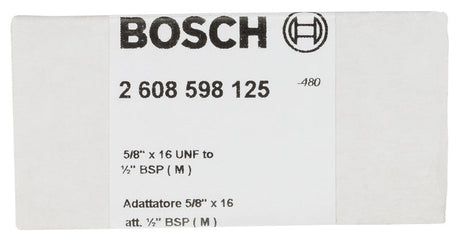 BOSCH
2 608 598 125 -480
5/8" x 16 UNF to
½" BSP ( M )
Adattatore 5/8" x 16
att. ½" BSP ( M )